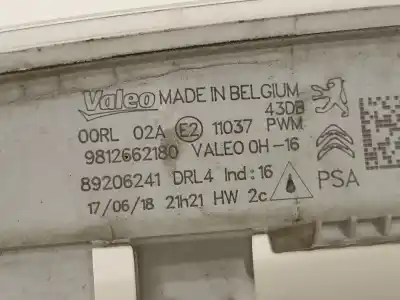 Valeo MADE IN BELGIUM
43DB
00RL 02A E2 11037 PWM
9812662180 VALEO 0H-16
89206241 DRL4 Ind:16
PSA
17/06/18 21h21 HW 2c